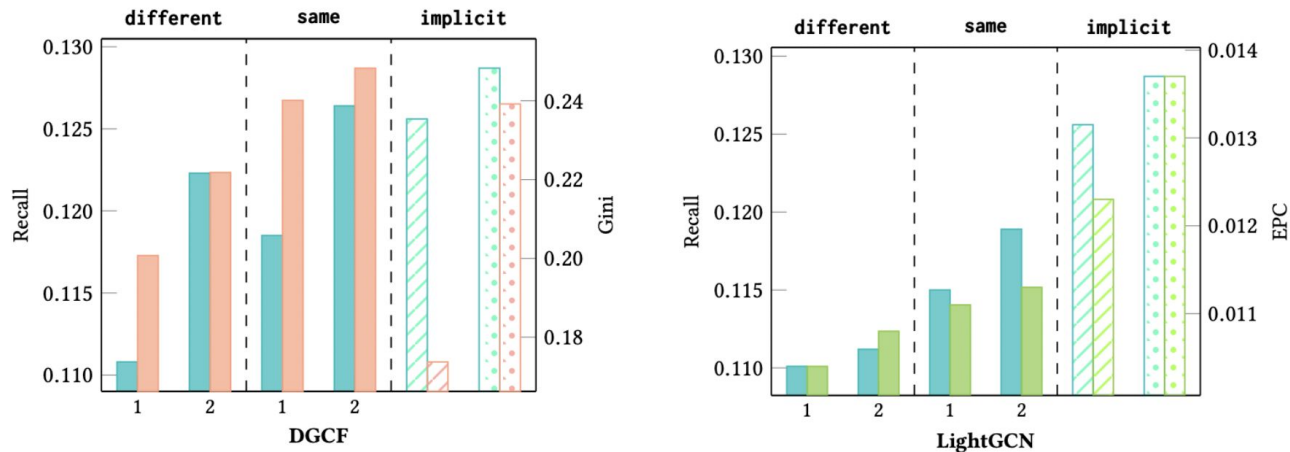 different same implicit
0.130
0.125
0.120
0.115
0.110
Recall
0.24
0.22
0.20
0.18
Gini
1 2 1 2
DGCF
different same implicit
0.130
0.125
0.120
0.115
0.110
Recall
0.014
0.013
0.012
0.011
EPC
1 2 1 2
LightGCN